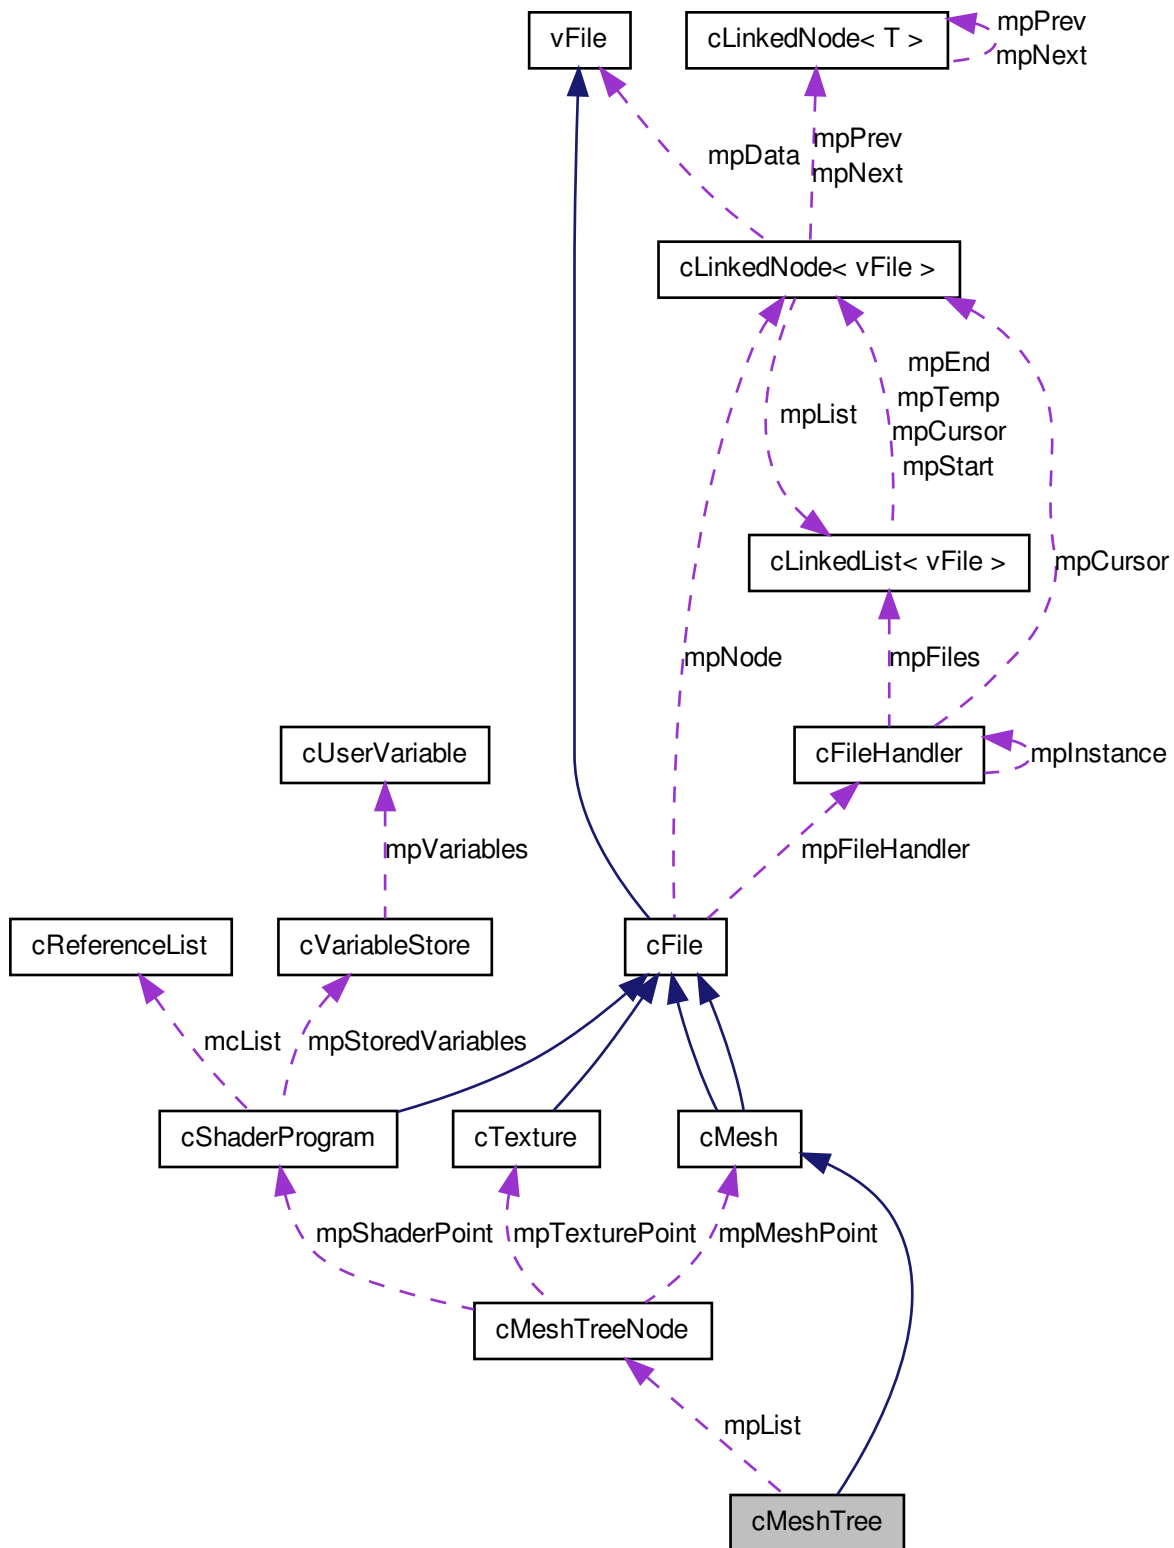 vFile
cLinkedNode< T >
mpPrev
mpNext
mpData
mpPrev
mpNext
cLinkedNode< vFile >
mpList
mpEnd
mpTemp
mpCursor
mpStart
cLinkedList< vFile >
mpCursor
mpNode
mpFiles
cUserVariable
cFileHandler
mpInstance
mpVariables
mpFileHandler
cReferenceList
cVariableStore
cFile
mcList
mpStoredVariables
cShaderProgram
cTexture
cMesh
mpShaderPoint
mpTexturePoint
mpMeshPoint
cMeshTreeNode
mpList
cMeshTree